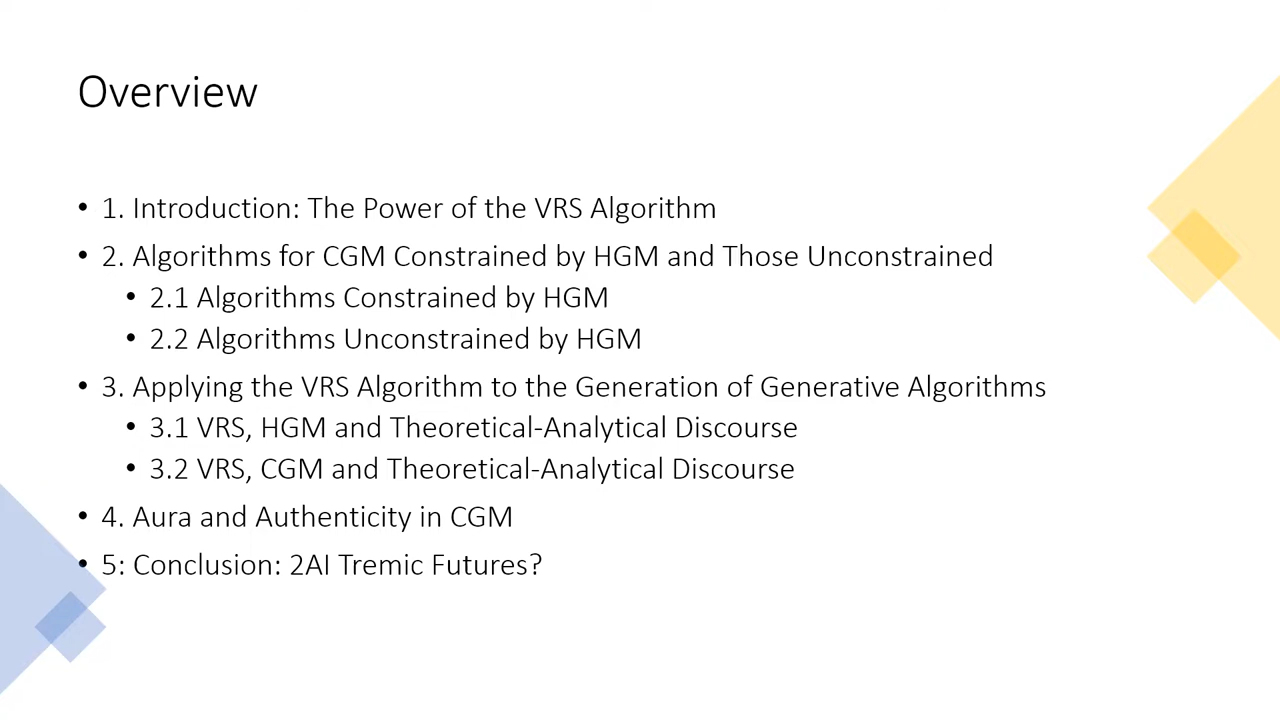 Overview
• 1. Introduction: The Power of the VRS Algorithm
• 2. Algorithms for CGM Constrained by HGM and Those Unconstrained
• 2.1 Algorithms Constrained by HGM
• 2.2 Algorithms Unconstrained by HGM
• 3. Applying the VRS Algorithm to the Generation of Generative Algorithms
• 3.1 VRS, HGM and Theoretical-Analytical Discourse
• 3.2 VRS, CGM and Theoretical-Analytical Discourse
• 4. Aura and Authenticity in CGM
• 5: Conclusion: 2AI Tremic Futures?